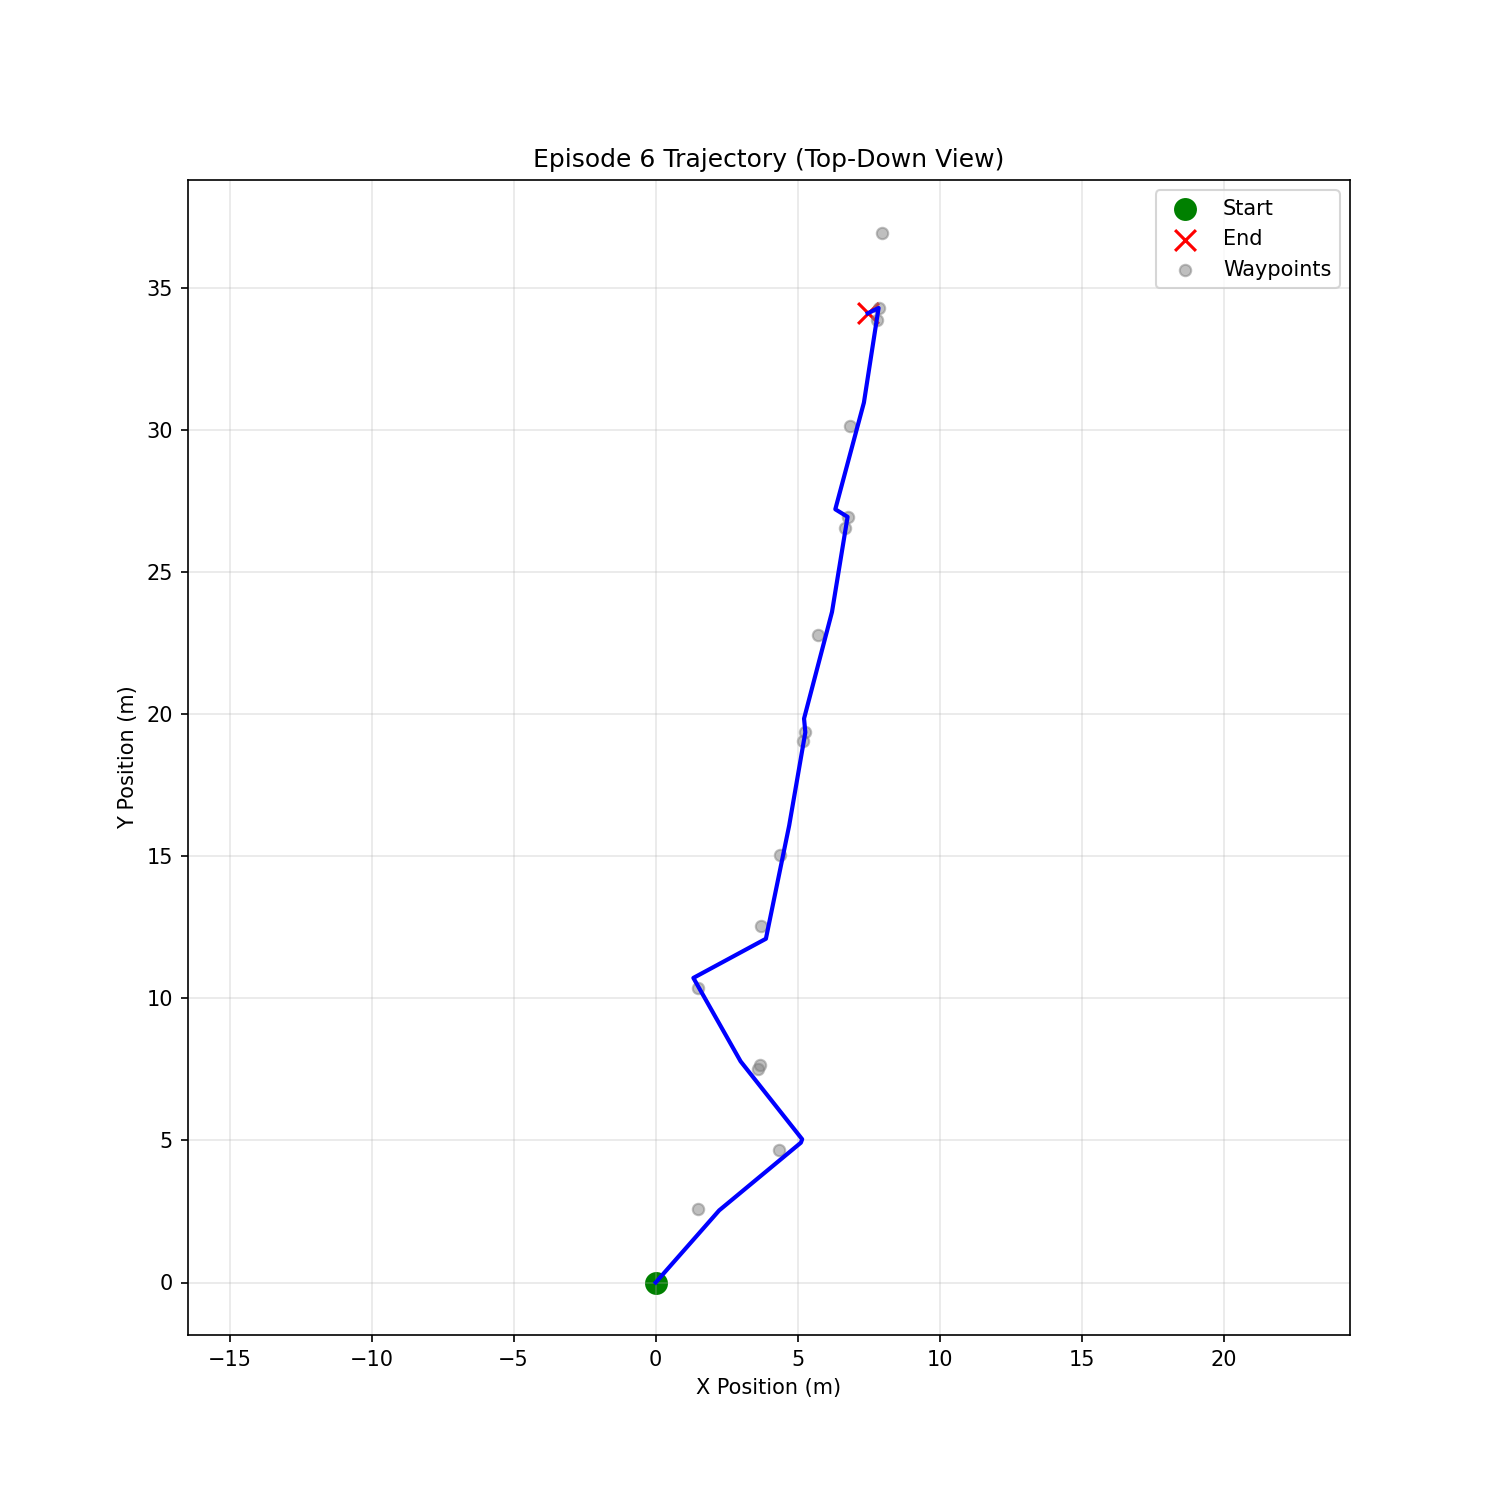 Episode 6 Trajectory (Top-Down View)
Start
End
Waypoints
35
30
25
20
15
10
5
0
Y Position (m)
−15
−10
−5
0
5
10
15
20
X Position (m)